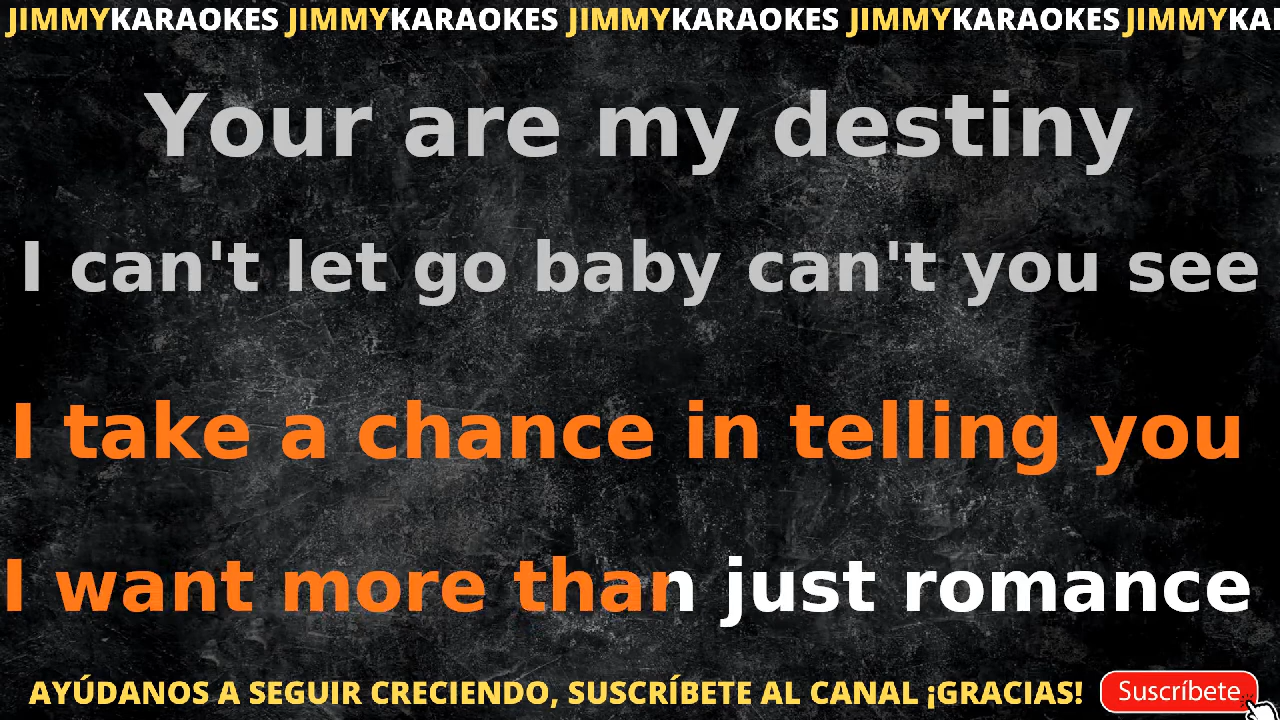 JIMMYKARAOKES JIMMYKARAOKES JIMMYKARAOKES JIMMYKARAOKES JIMMYKAI
Your are my destiny
I can't let go baby can't you see
I take a chance in telling you
I want more than just romance
AYÚDANOS A SEGUIR CRECIENDO, SUSCRÍBETE AL CANAL ¡GRACIAS! Suscríbete